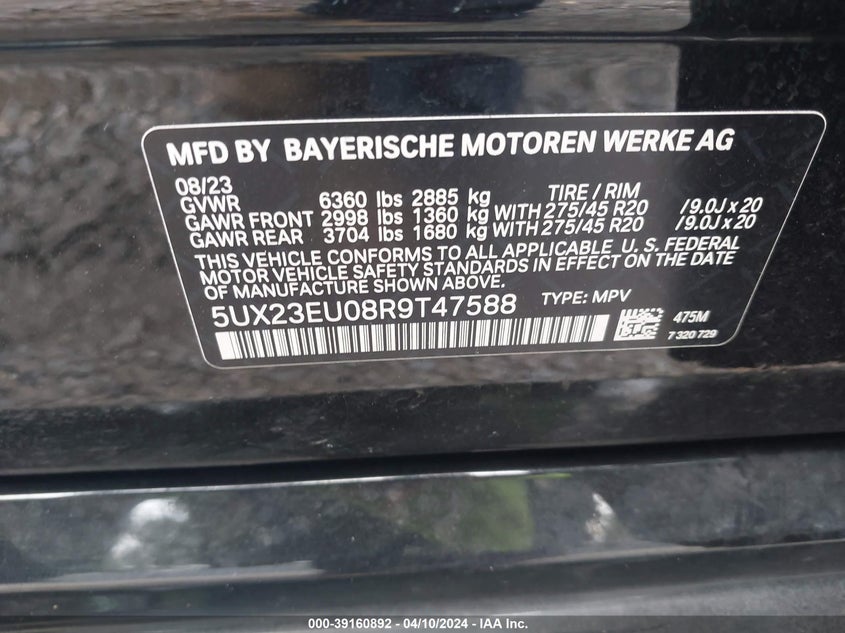 MFD BY BAYERISCHE MOTOREN WERKE AG
08/23 TIRE / RIM
GVWR 6360 lbs 2885 kg
GAWR FRONT 2998 lbs 1360 kg WITH 275/45 R20 /9.0J x 20
GAWR REAR 3704 lbs 1680 kg WITH 275/45 R20 /9.0J x 20
THIS VEHICLE CONFORMS TO ALL APPLICABLE U. S. FEDERAL
MOTOR VEHICLE SAFETY STANDARDS IN EFFECT ON THE DATE
OF MANUFACTURE SHOWN ABOVE.
5UX23EU08R9T47588 TYPE: MPV
475M
7 320 729
000-39160892 - 04/10/2024 - IAA Inc.